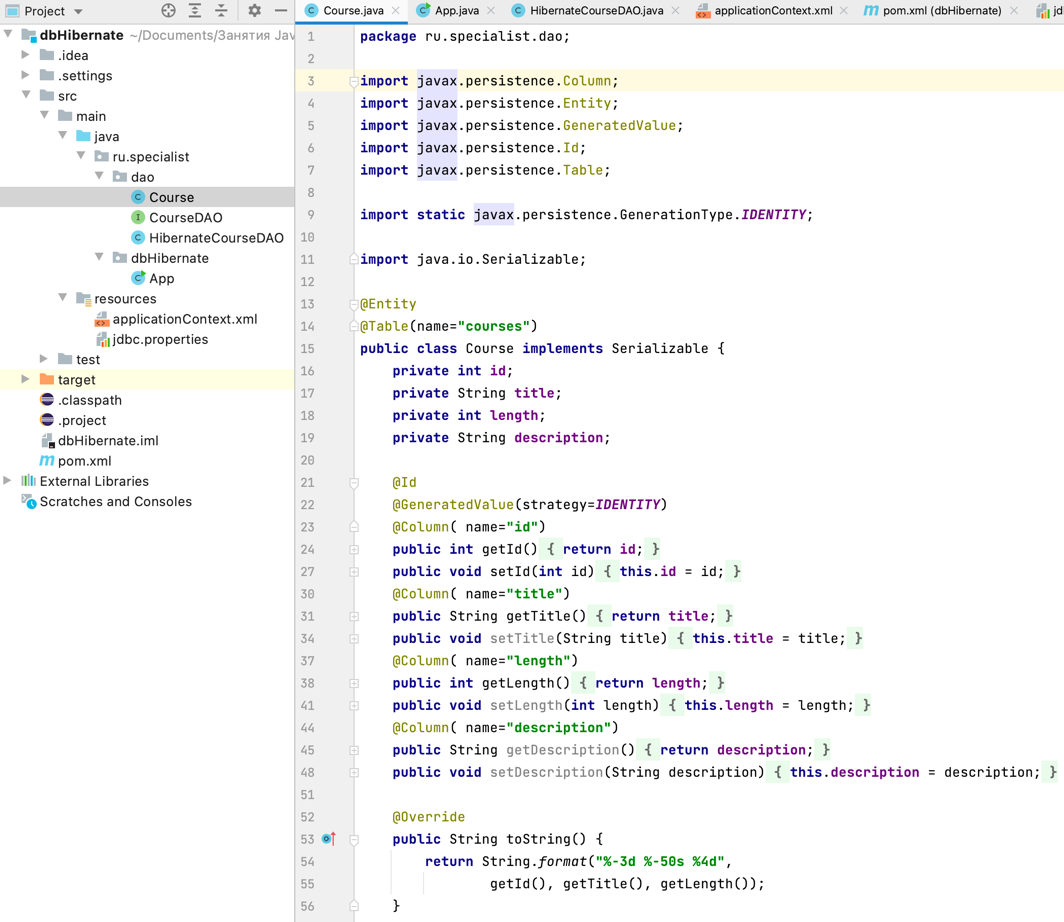 Project
Course.java
App.java
HibernateCourseDAO.java
applicationContext.xml
pom.xml (dbHibernate)
jd
dbHibernate ~/Documents/Занятия Jav
.idea
.settings
src
main
java
ru.specialist
dao
Course
CourseDAO
HibernateCourseDAO
dbHibernate
App
resources
applicationContext.xml
jdbc.properties
test
target
.classpath
.project
dbHibernate.iml
pom.xml
External Libraries
Scratches and Consoles
1 package ru.specialist.dao;
2
3 import javax.persistence.Column;
4 import javax.persistence.Entity;
5 import javax.persistence.GeneratedValue;
6 import javax.persistence.Id;
7 import javax.persistence.Table;
8
9 import static javax.persistence.GenerationType.IDENTITY;
10
11 import java.io.Serializable;
12
13 @Entity
14 @Table(name="courses")
15 public class Course implements Serializable {
16 private int id;
17 private String title;
18 private int length;
19 private String description;
20
21 @Id
22 @GeneratedValue(strategy=IDENTITY)
23 @Column( name="id")
24 public int getId() { return id; }
27 public void setId(int id) { this.id = id; }
30 @Column( name="title")
31 public String getTitle() { return title; }
34 public void setTitle(String title) { this.title = title; }
37 @Column( name="length")
38 public int getLength() { return length; }
41 public void setLength(int length) { this.length = length; }
44 @Column( name="description")
45 public String getDescription() { return description; }
48 public void setDescription(String description) { this.description = description; }
51
52 @Override
53 public String toString() {
54 return String.format("%-3d %-50s %4d",
55 getId(), getTitle(), getLength());
56 }